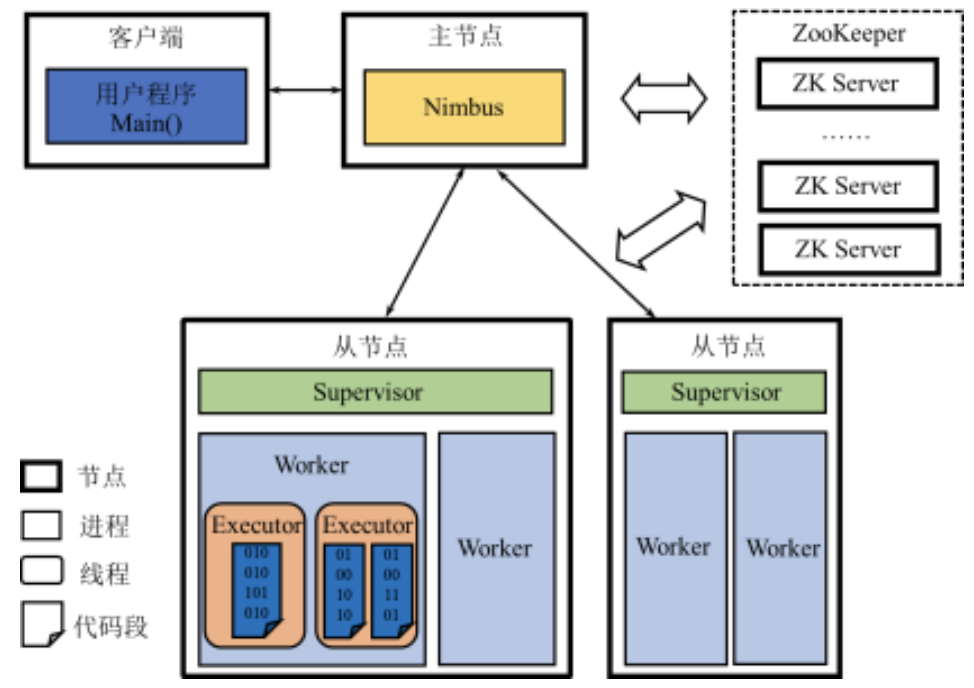 客户端
用户程序
Main()
主节点
Nimbus
ZooKeeper
ZK Server
……
ZK Server
ZK Server
从节点
Supervisor
Worker
Executor
010
010
101
010
Executor
01
00
10
10
01
00
11
01
Worker
从节点
Supervisor
Worker
Worker
节点
进程
线程
代码段